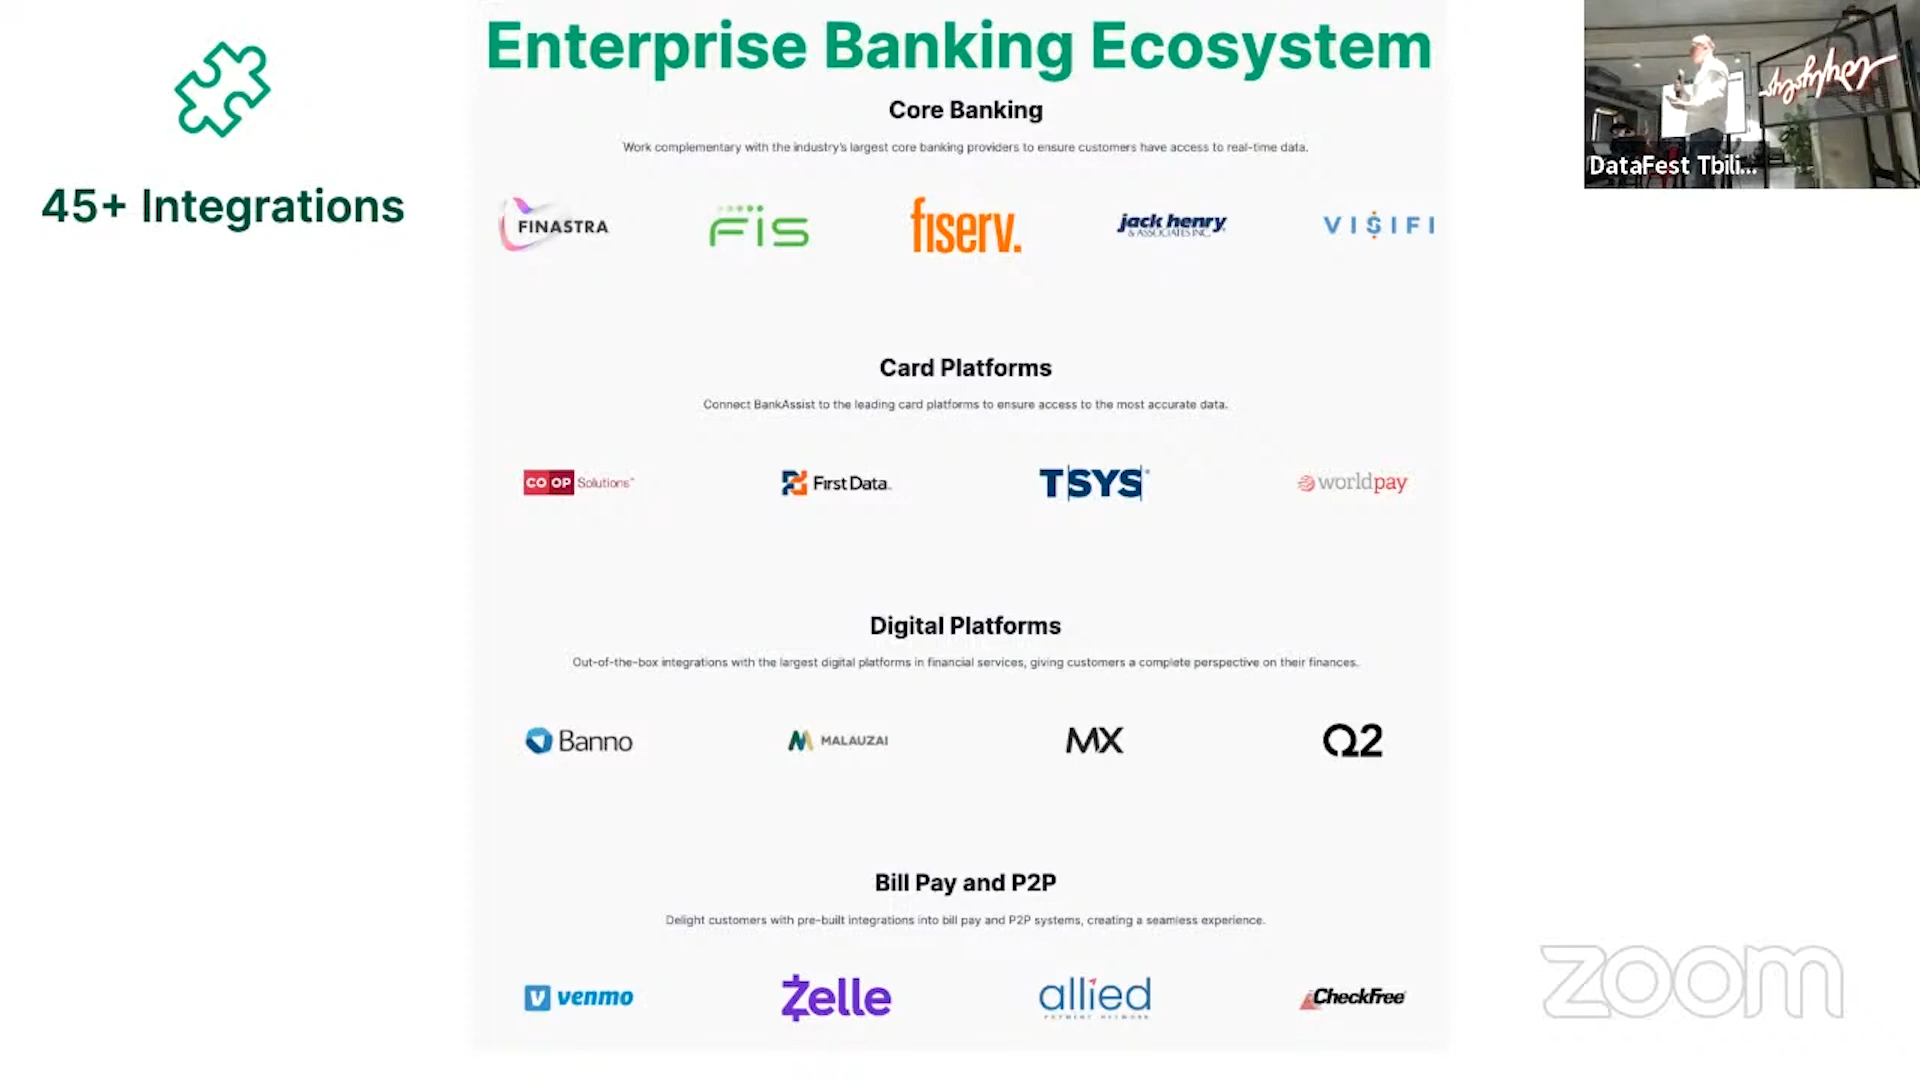 Enterprise Banking Ecosystem
45+ Integrations
Core Banking
Work complementary with the industry's largest core banking providers to ensure customers have access to real-time data.
FINASTRA
FIS
fiserv.
jack henry
& ASSOCIATES INC.
VISIFI
Card Platforms
Connect BankAssist to the leading card platforms to ensure access to the most accurate data.
CO OP Solutions™
First Data.
TSYS®
worldpay
Digital Platforms
Out-of-the-box integrations with the largest digital platforms in financial services, giving customers a complete perspective on their finances.
Banno
MALAUZAI
MX
Q2
Bill Pay and P2P
Delight customers with pre-built integrations into bill pay and P2P systems, creating a seamless experience.
venmo
Zelle
allied
PAYMENT NETWORK
CheckFree
DataFest Tbili...
zoom